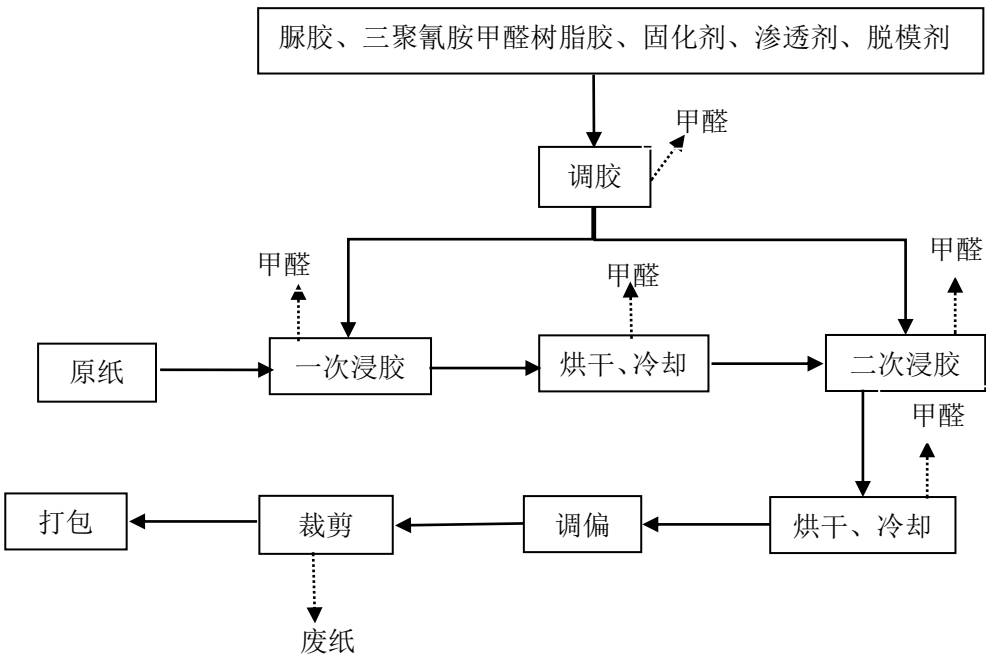 脲胶、三聚氰胺甲醛树脂胶、固化剂、渗透剂、脱模剂
甲醛
调胶
甲醛
甲醛
甲醛
原纸
一次浸胶
烘干、冷却
二次浸胶
甲醛
打包
裁剪
调偏
烘干、冷却
废纸